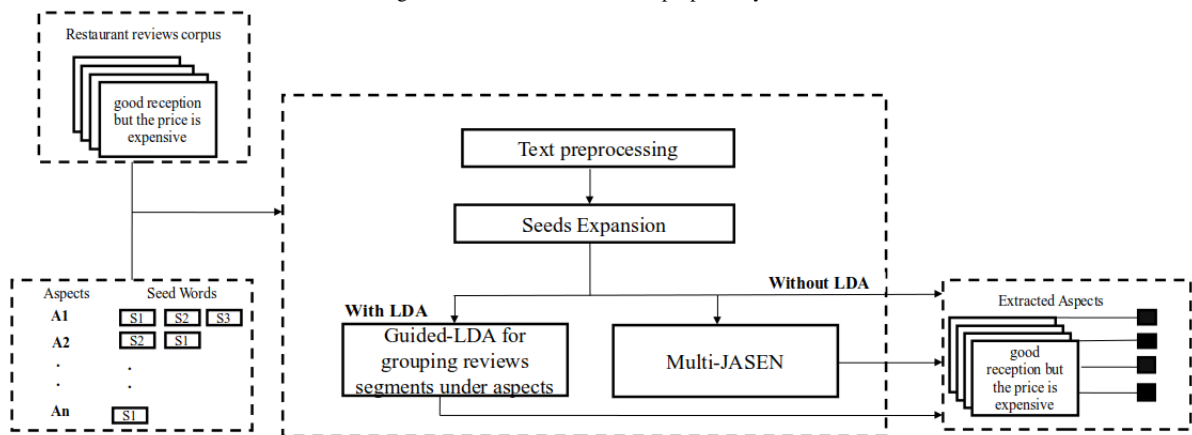 Restaurant reviews corpus
good reception
but the price is
expensive
Text preprocessing
Seeds Expansion
Without LDA
With LDA
Guided-LDA for
grouping reviews
segments under aspects
Multi-JASEN
Aspects Seed Words
A1 S1 S2 S3
A2 S2 S1
. .
. .
An S1
Extracted Aspects
good
reception but
the price is
expensive